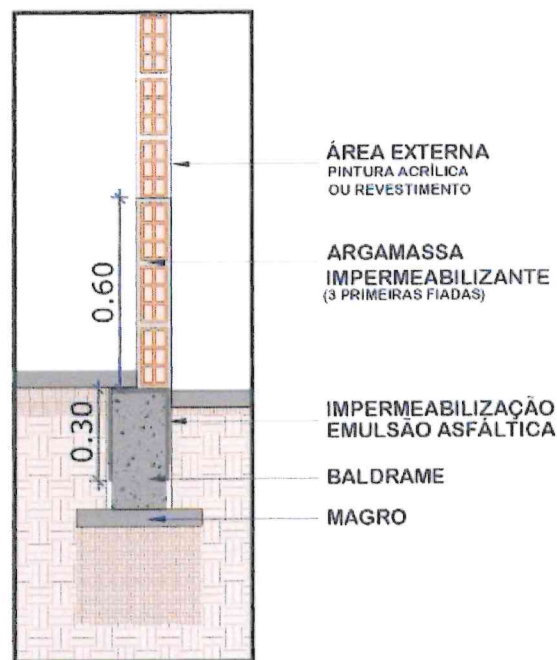 ÁREA EXTERNA
PINTURA ACRÍLICA
OU REVESTIMENTO
0.60
ARGAMASSA
IMPERMEABILIZANTE
(3 PRIMEIRAS FIADAS)
0.30
IMPERMEABILIZAÇÃO
EMULSÃO ASFÁLTICA
BALDRAME
MAGRO